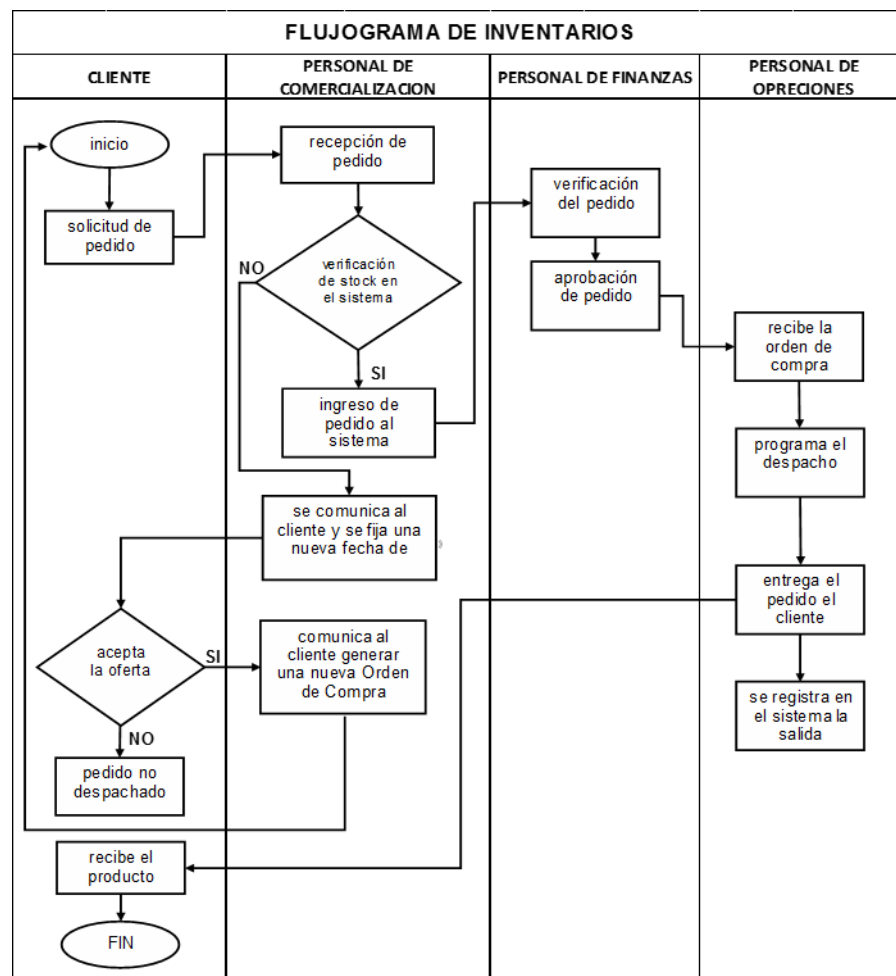 FLUJOGRAMA DE INVENTARIOS
CLIENTE
PERSONAL DE
COMERCIALIZACION
PERSONAL DE FINANZAS
PERSONAL DE
OPRECIONES
inicio
solicitud de
pedido
recepción de
pedido
verificación
de stock en
el sistema
NO
SI
ingreso de
pedido al
sistema
verificación
del pedido
aprobación
de pedido
recibe la
orden de
compra
programa el
despacho
entrega el
pedido el
cliente
se registra en
el sistema la
salida
se comunica al
cliente y se fija una
nueva fecha de
acepta
la oferta
SI
NO
comunica al
cliente generar
una nueva Orden
de Compra
pedido no
despachado
recibe el
producto
FIN